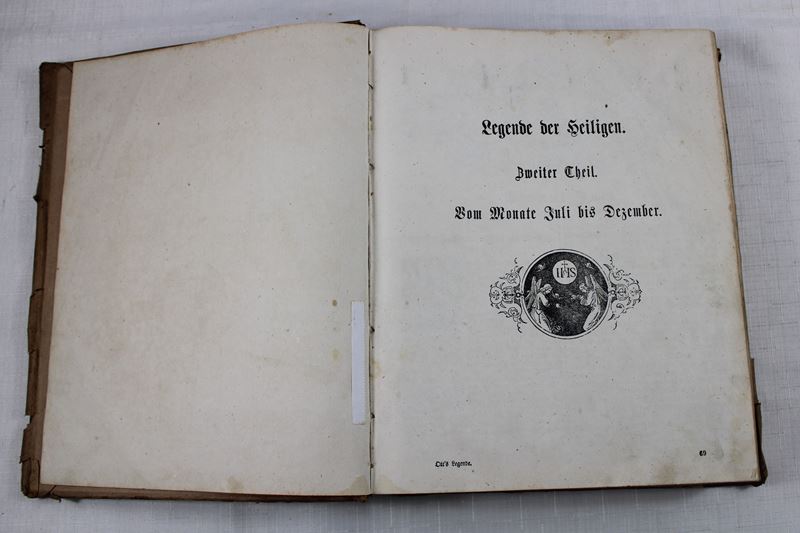 Legende der Heiligen.
Zweiter Theil.
Vom Monate Juli bis Dezember.
IHS
Ott's Legende.
69